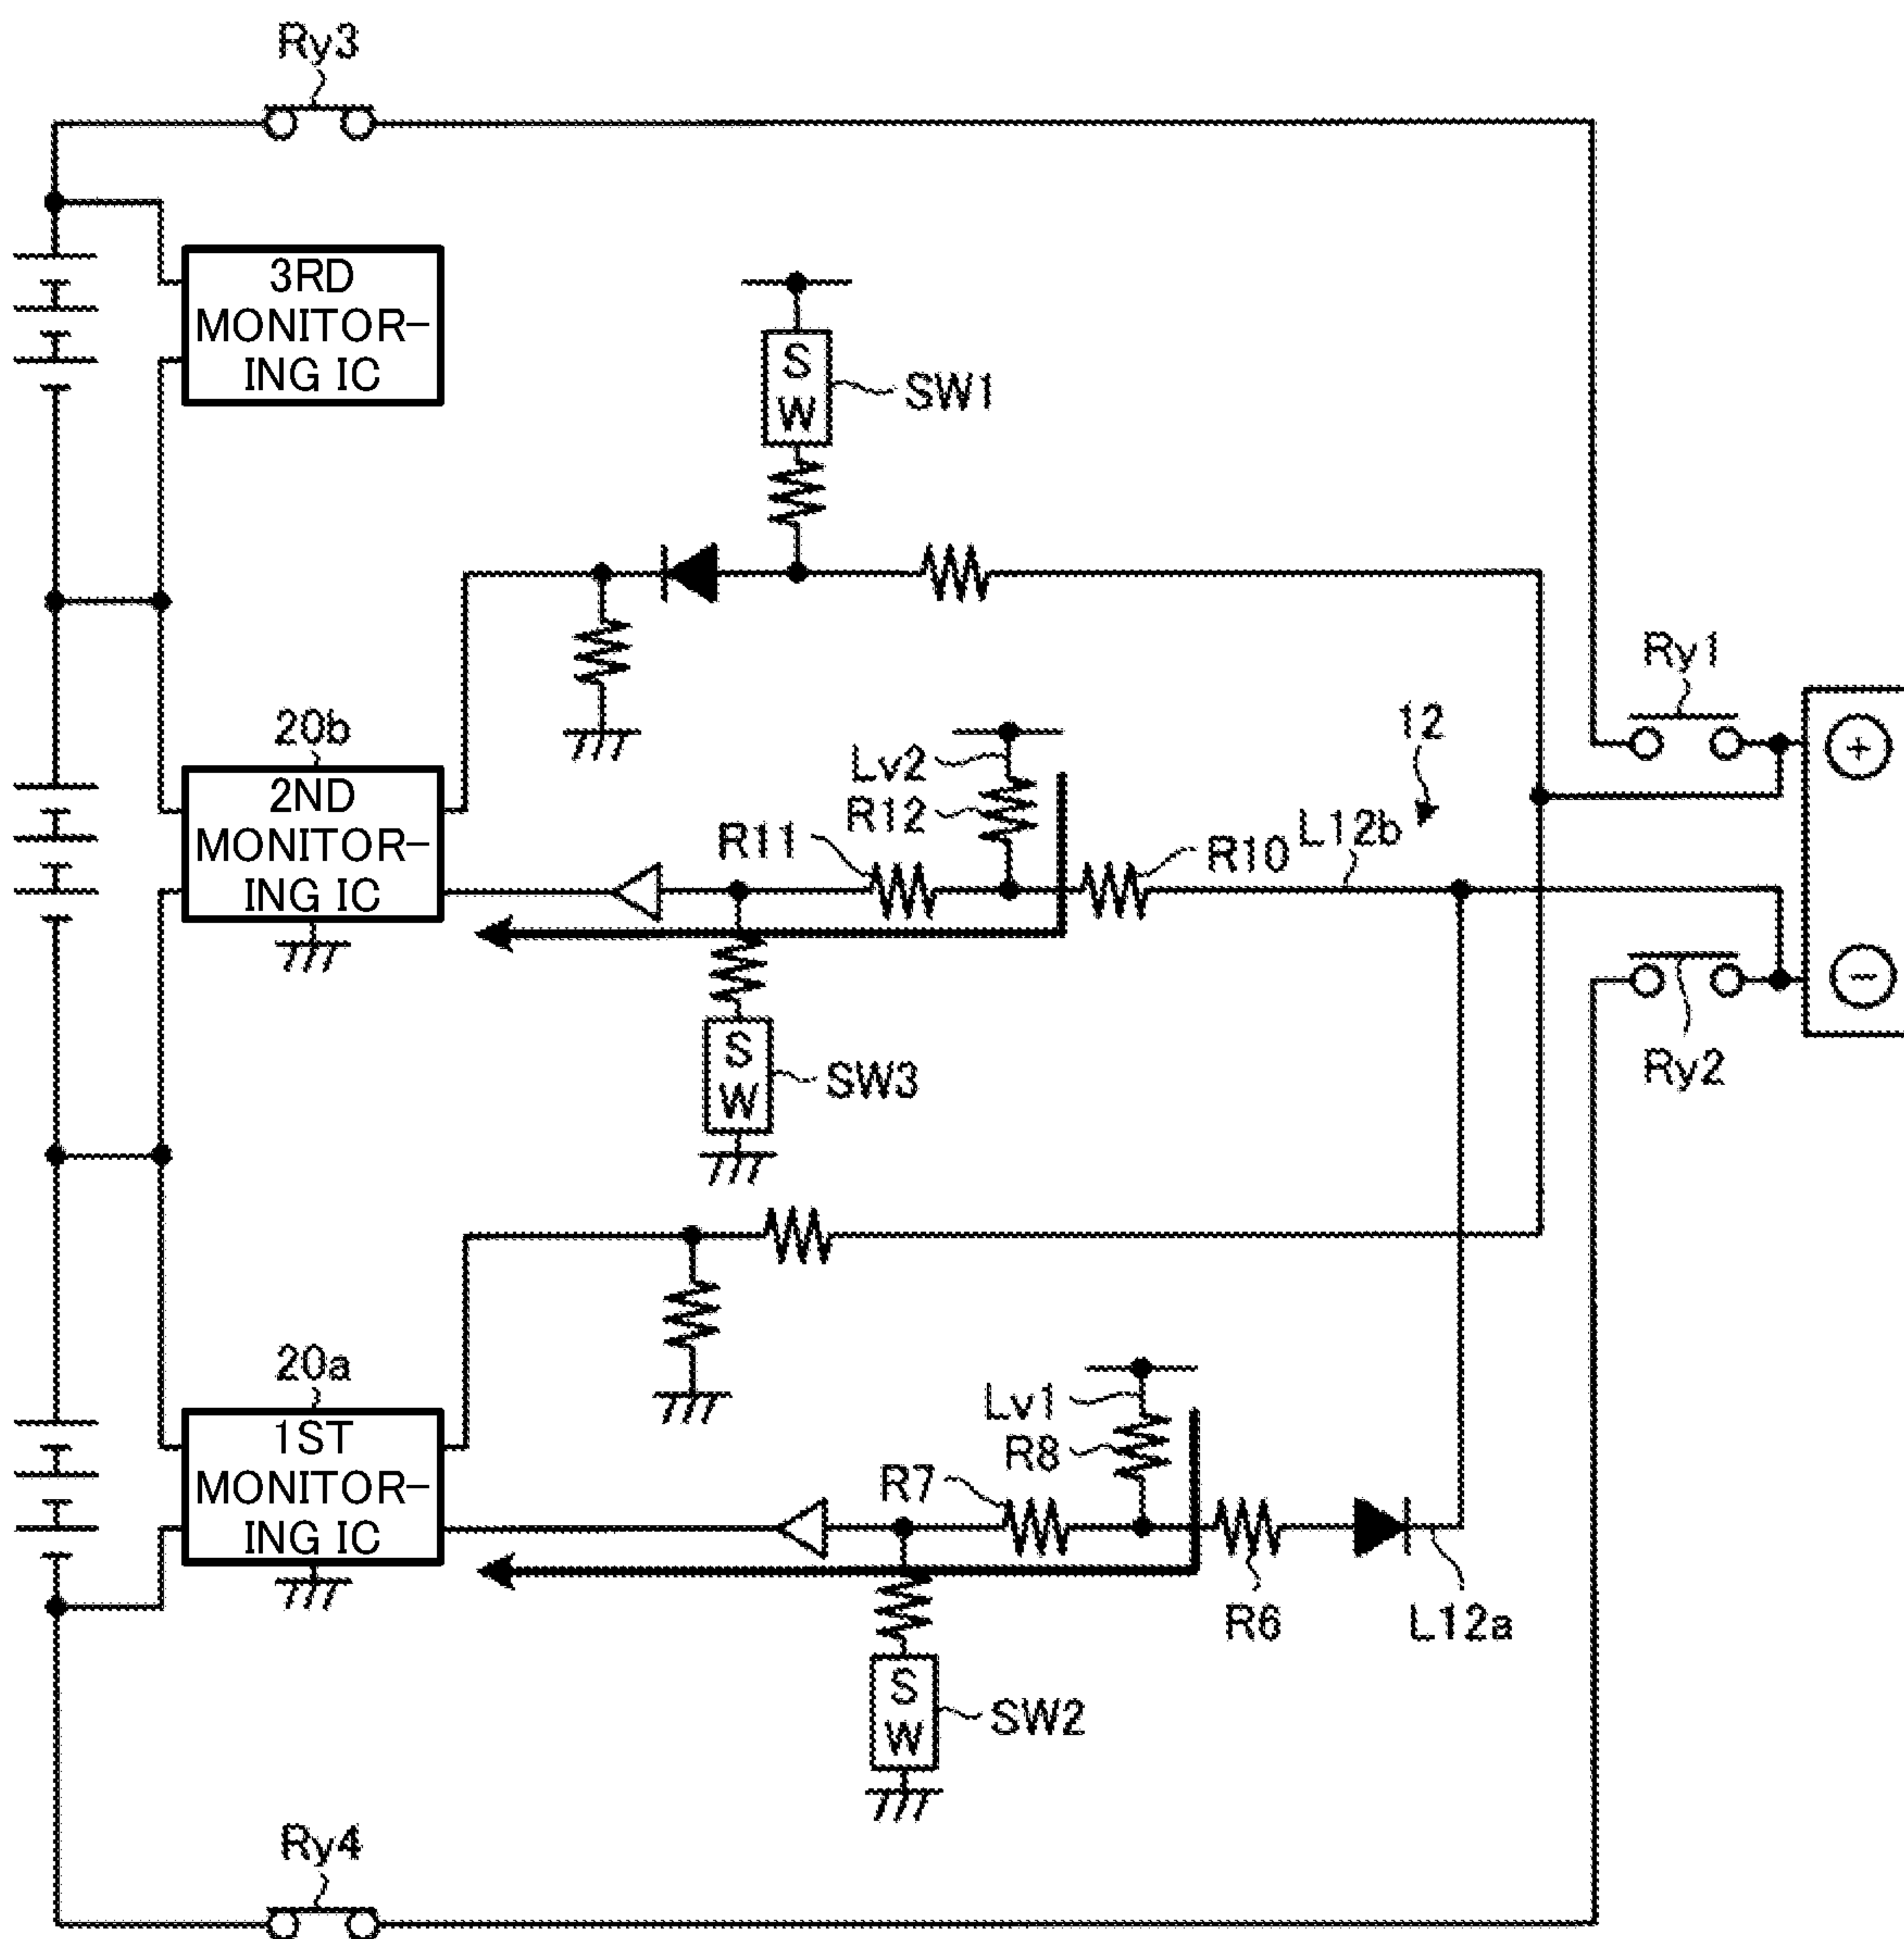 Ry3
3RD
MONITOR-
ING IC
S
W
SW1
Ry1
+
20b
2ND
MONITOR-
ING IC
Lv2
R12
12
R11
R10
L12b
S
W
SW3
Ry2
−
20a
1ST
MONITOR-
ING IC
Lv1
R8
R7
R6
L12a
S
W
SW2
Ry4